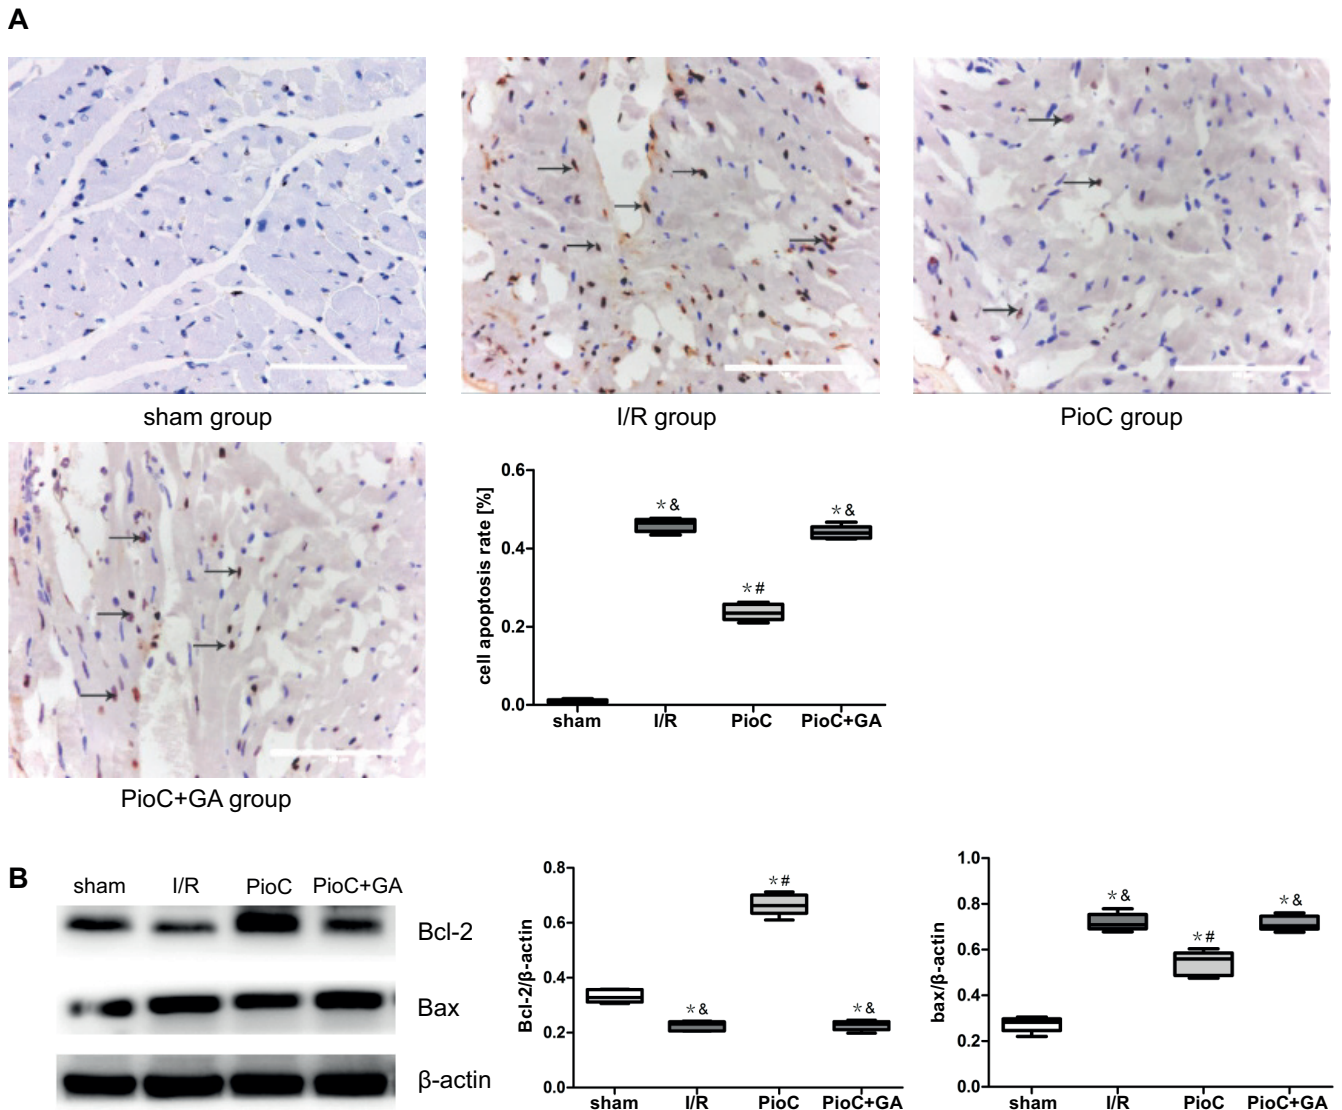 A
sham group
I/R group
PioC group
PioC+GA group
cell apoptosis rate [%]
0.6
0.4
0.2
0.0
*&
*#
*&
sham I/R PioC PioC+GA
B
sham I/R PioC PioC+GA
Bcl-2
Bax
β-actin
Bcl-2/β-actin
0.8
0.6
0.4
0.2
0.0
*&
*#
*&
sham I/R PioC PioC+GA
bax/β-actin
1.0
0.8
0.6
0.4
0.2
0.0
*&
*#
*&
sham I/R PioC PioC+GA